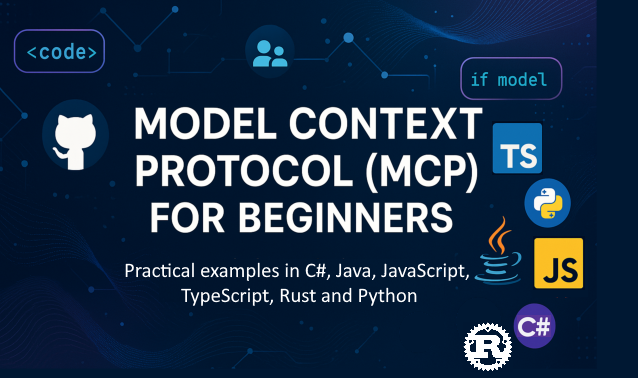 <code>
if model
MODEL CONTEXT
PROTOCOL (MCP)
FOR BEGINNERS
TS
JS
C#
R
Practical examples in C#, Java, JavaScript,
TypeScript, Rust and Python